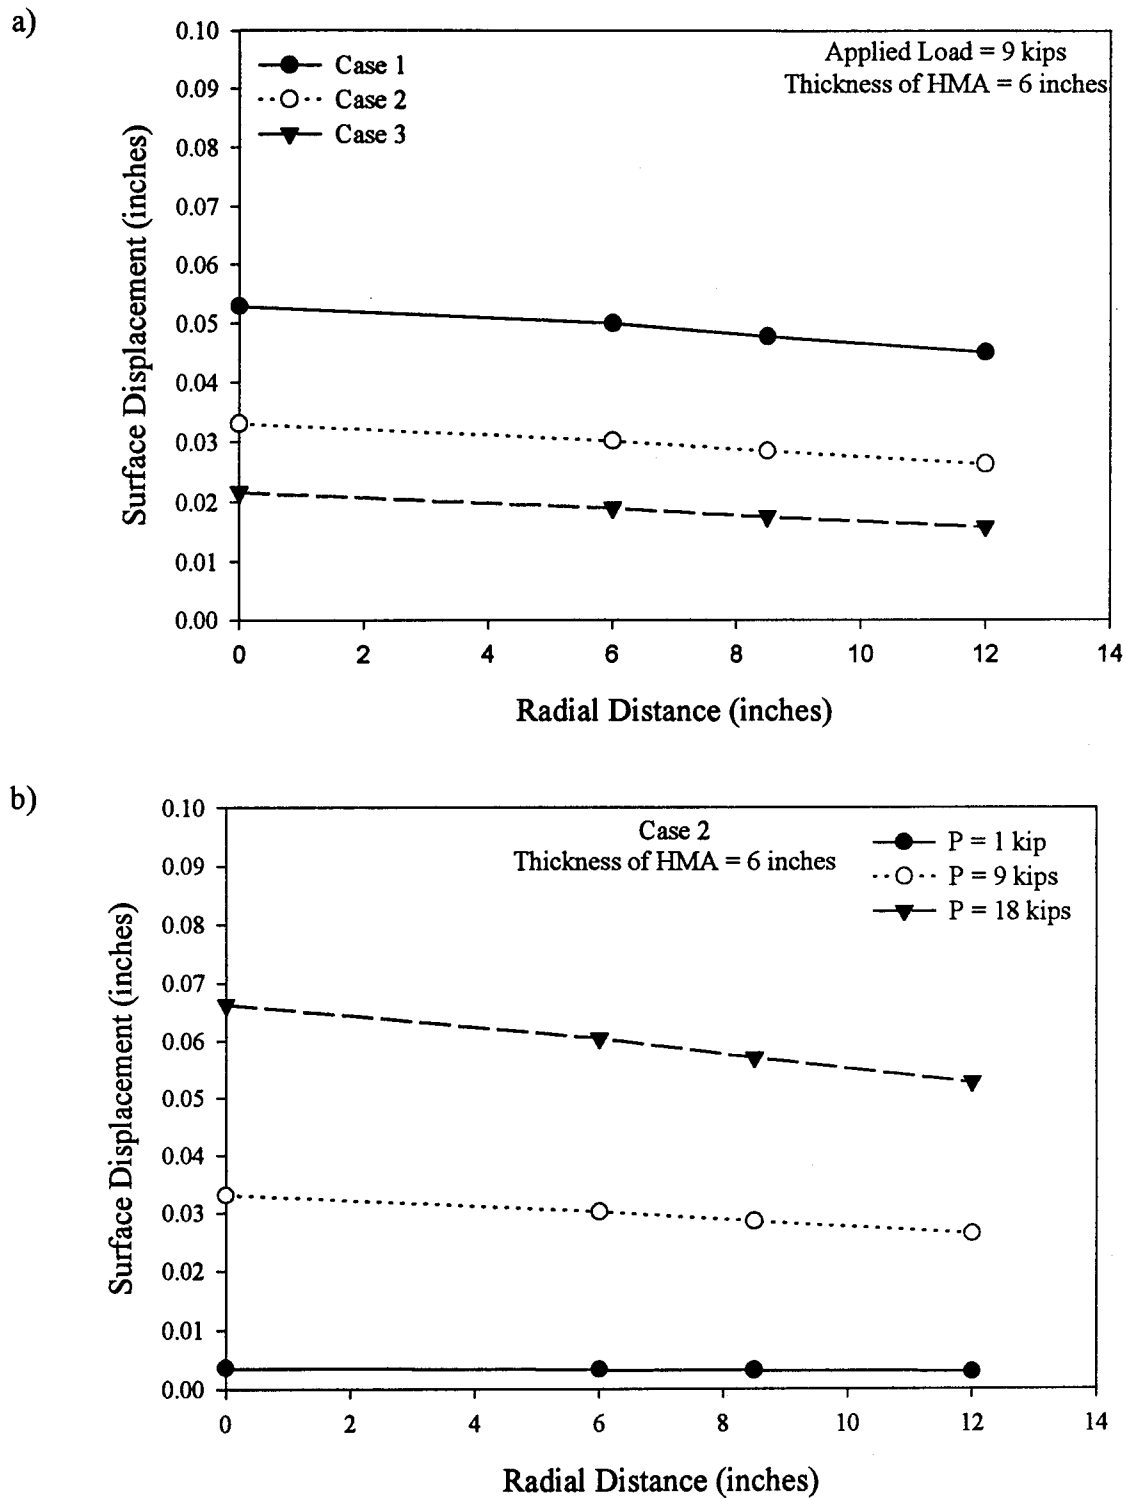 a)
0.10
0.09
0.08
0.07
0.06
0.05
0.04
0.03
0.02
0.01
0.00
Surface Displacement (inches)
Case 1
Case 2
Case 3
Applied Load = 9 kips
Thickness of HMA = 6 inches
0 2 4 6 8 10 12 14
Radial Distance (inches)
b)
0.10
0.09
0.08
0.07
0.06
0.05
0.04
0.03
0.02
0.01
0.00
Surface Displacement (inches)
Case 2
Thickness of HMA = 6 inches
P = 1 kip
P = 9 kips
P = 18 kips
0 2 4 6 8 10 12 14
Radial Distance (inches)